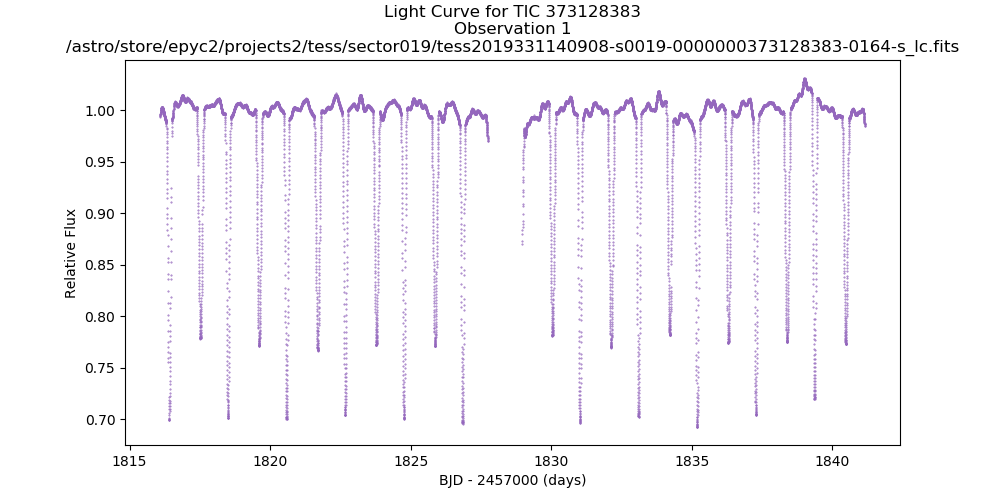 Light Curve for TIC 373128383
Observation 1
/astro/store/epyc2/projects2/tess/sector019/tess2019331140908-s0019-0000000373128383-0164-s_lc.fits
Relative Flux
1.00
0.95
0.90
0.85
0.80
0.75
0.70
1815
1820
1825
1830
1835
1840
BJD - 2457000 (days)